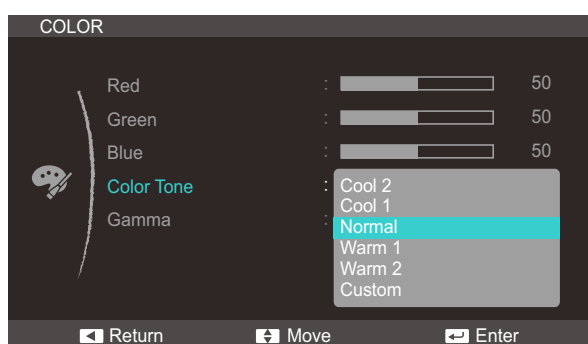 COLOR
Red : 50
Green : 50
Blue : 50
Color Tone : Cool 2
Cool 1
Gamma : Normal
Warm 1
Warm 2
Custom
Return Move Enter